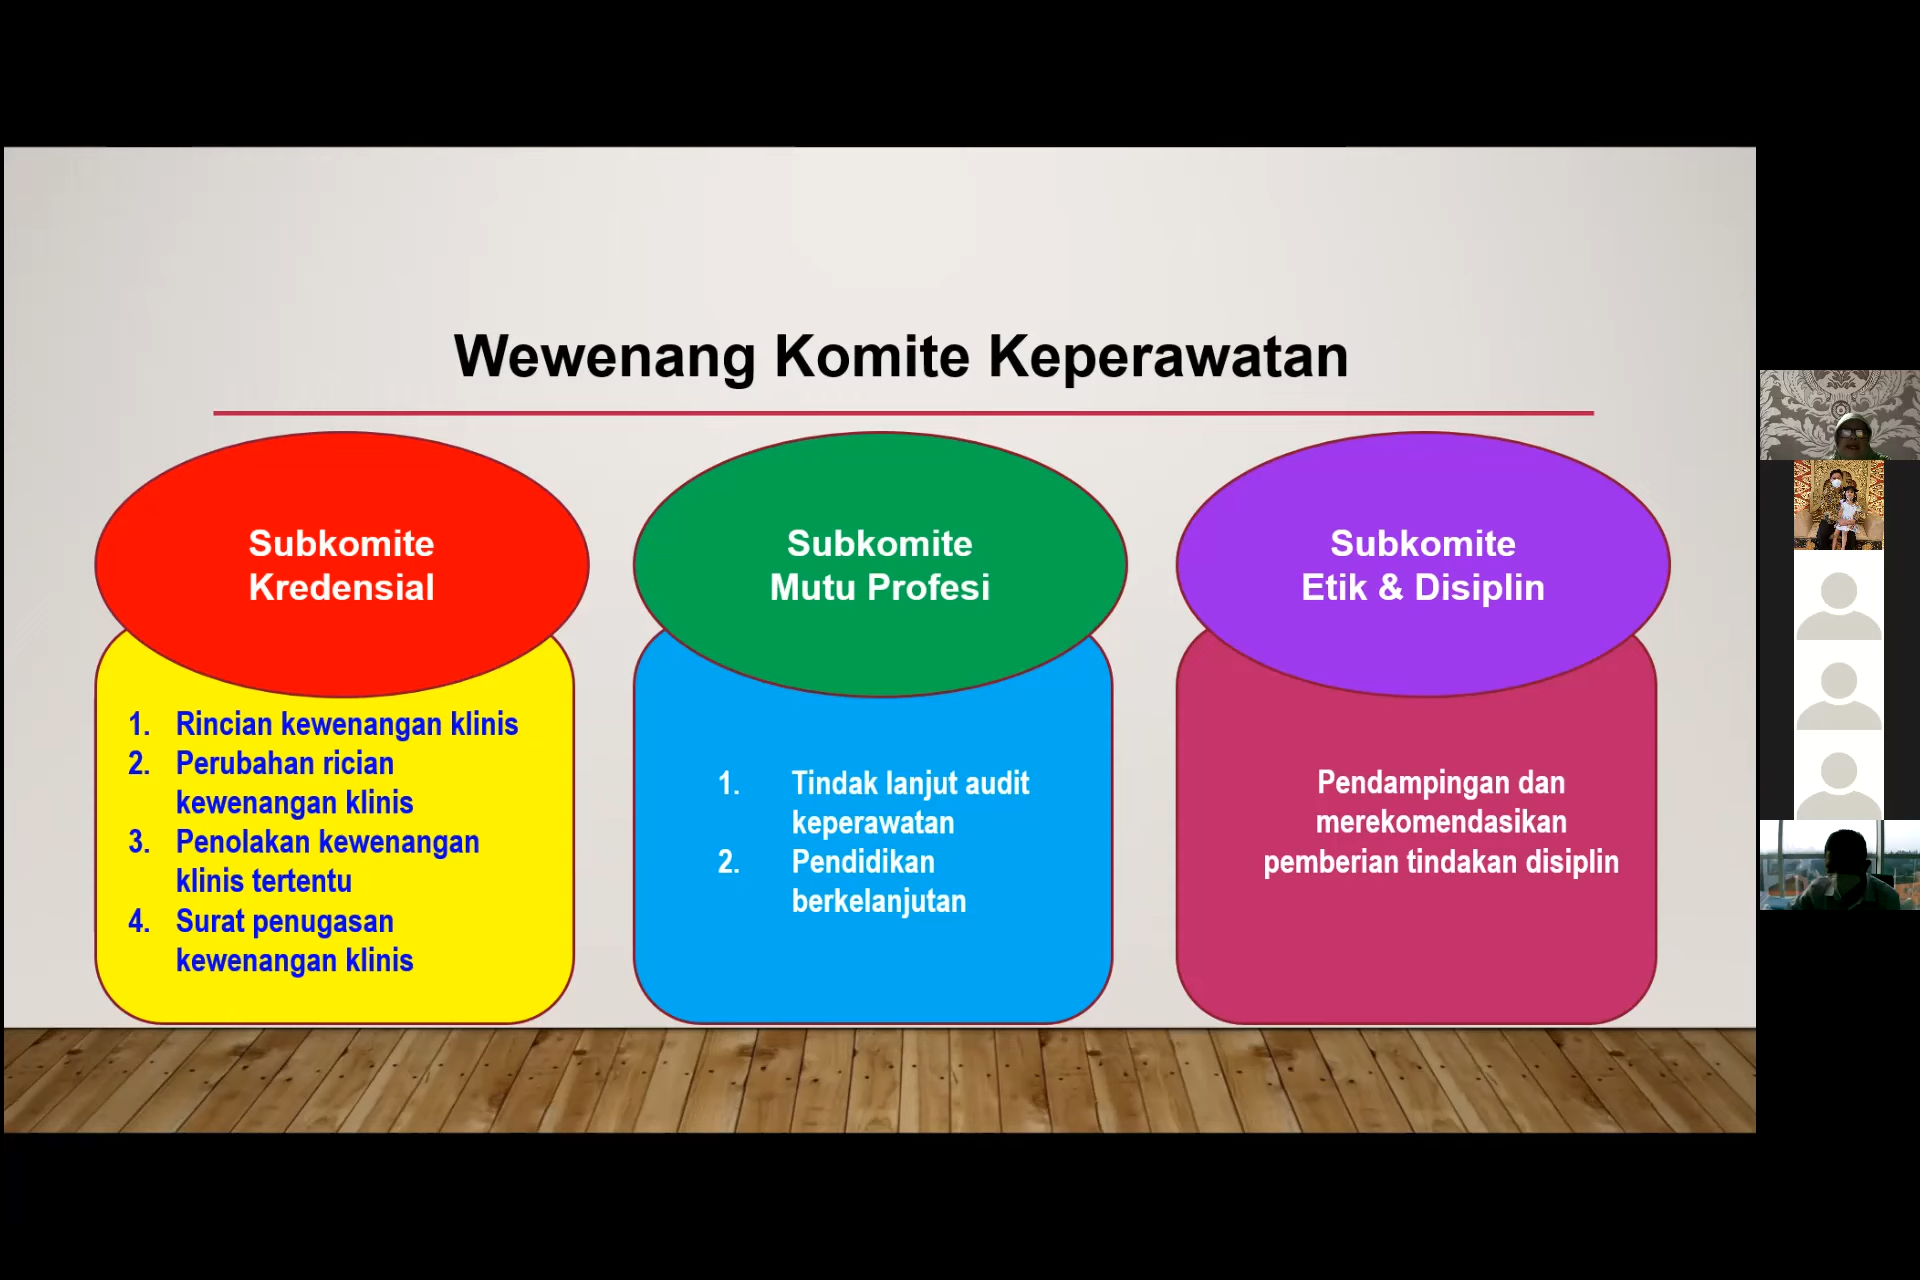 Wewenang Komite Keperawatan
Subkomite
Kredensial
1. Rincian kewenangan klinis
2. Perubahan rician
kewenangan klinis
3. Penolakan kewenangan
klinis tertentu
4. Surat penugasan
kewenangan klinis
Subkomite
Mutu Profesi
1. Tindak lanjut audit
keperawatan
2. Pendidikan
berkelanjutan
Subkomite
Etik & Disiplin
Pendampingan dan
merekomendasikan
pemberian tindakan disiplin